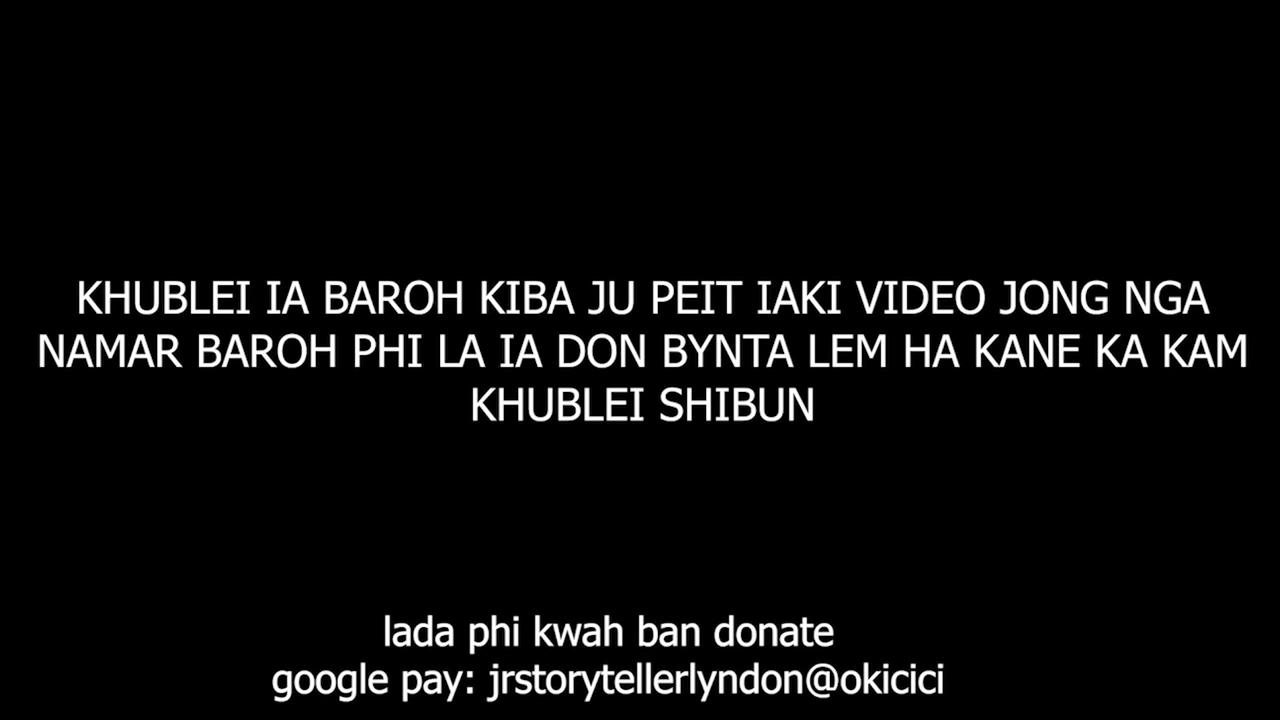 KHUBLEI IA BAROH KIBA JU PEIT IAKI VIDEO JONG NGA
NAMAR BAROH PHI LA IA DON BYNTA LEM HA KANE KA KAM
KHUBLEI SHIBUN
lada phi kwah ban donate
google pay: jrstorytellerlyndon@okicici